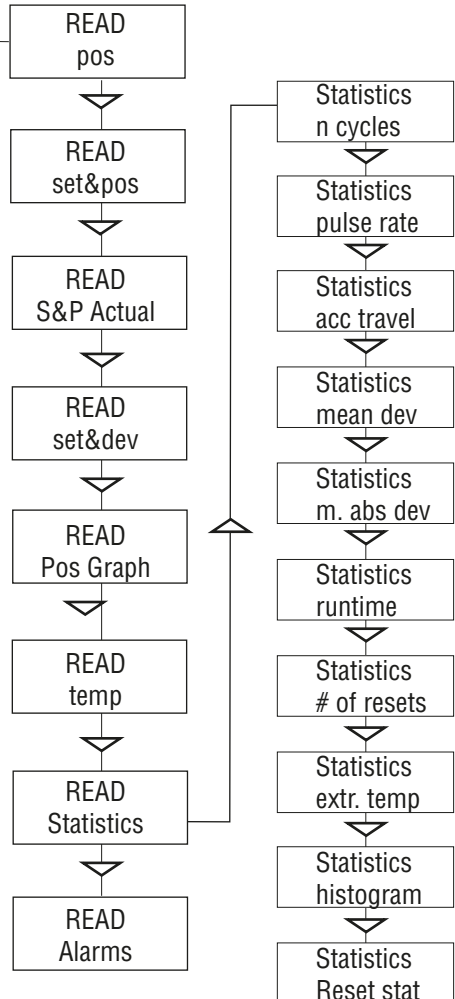 READ
pos
READ
set&pos
READ
S&P Actual
READ
set&dev
READ
Pos Graph
READ
temp
READ
Statistics
READ
Alarms
Statistics
n cycles
Statistics
pulse rate
Statistics
acc travel
Statistics
mean dev
Statistics
m. abs dev
Statistics
runtime
Statistics
# of resets
Statistics
extr. temp
Statistics
histogram
Statistics
Reset stat